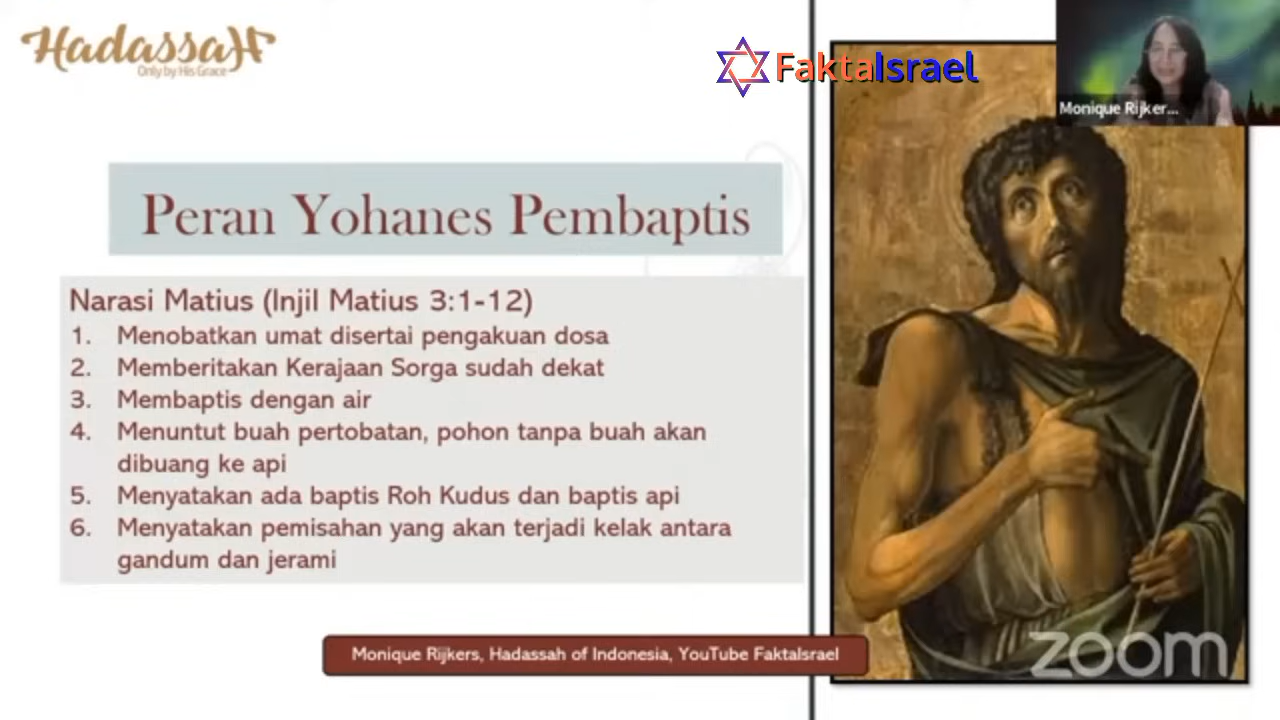 Hadassah
Only by His Grace
FaktaIsrael
Monique Rijker...
Peran Yohanes Pembaptis
Narasi Matius (Injil Matius 3:1-12)
1. Menobatkan umat disertai pengakuan dosa
2. Memberitakan Kerajaan Sorga sudah dekat
3. Membaptis dengan air
4. Menuntut buah pertobatan, pohon tanpa buah akan
dibuang ke api
5. Menyatakan ada baptis Roh Kudus dan baptis api
6. Menyatakan pemisahan yang akan terjadi kelak antara
gandum dan jerami
Monique Rijkers, Hadassah of Indonesia, YouTube FaktaIsrael
zoom